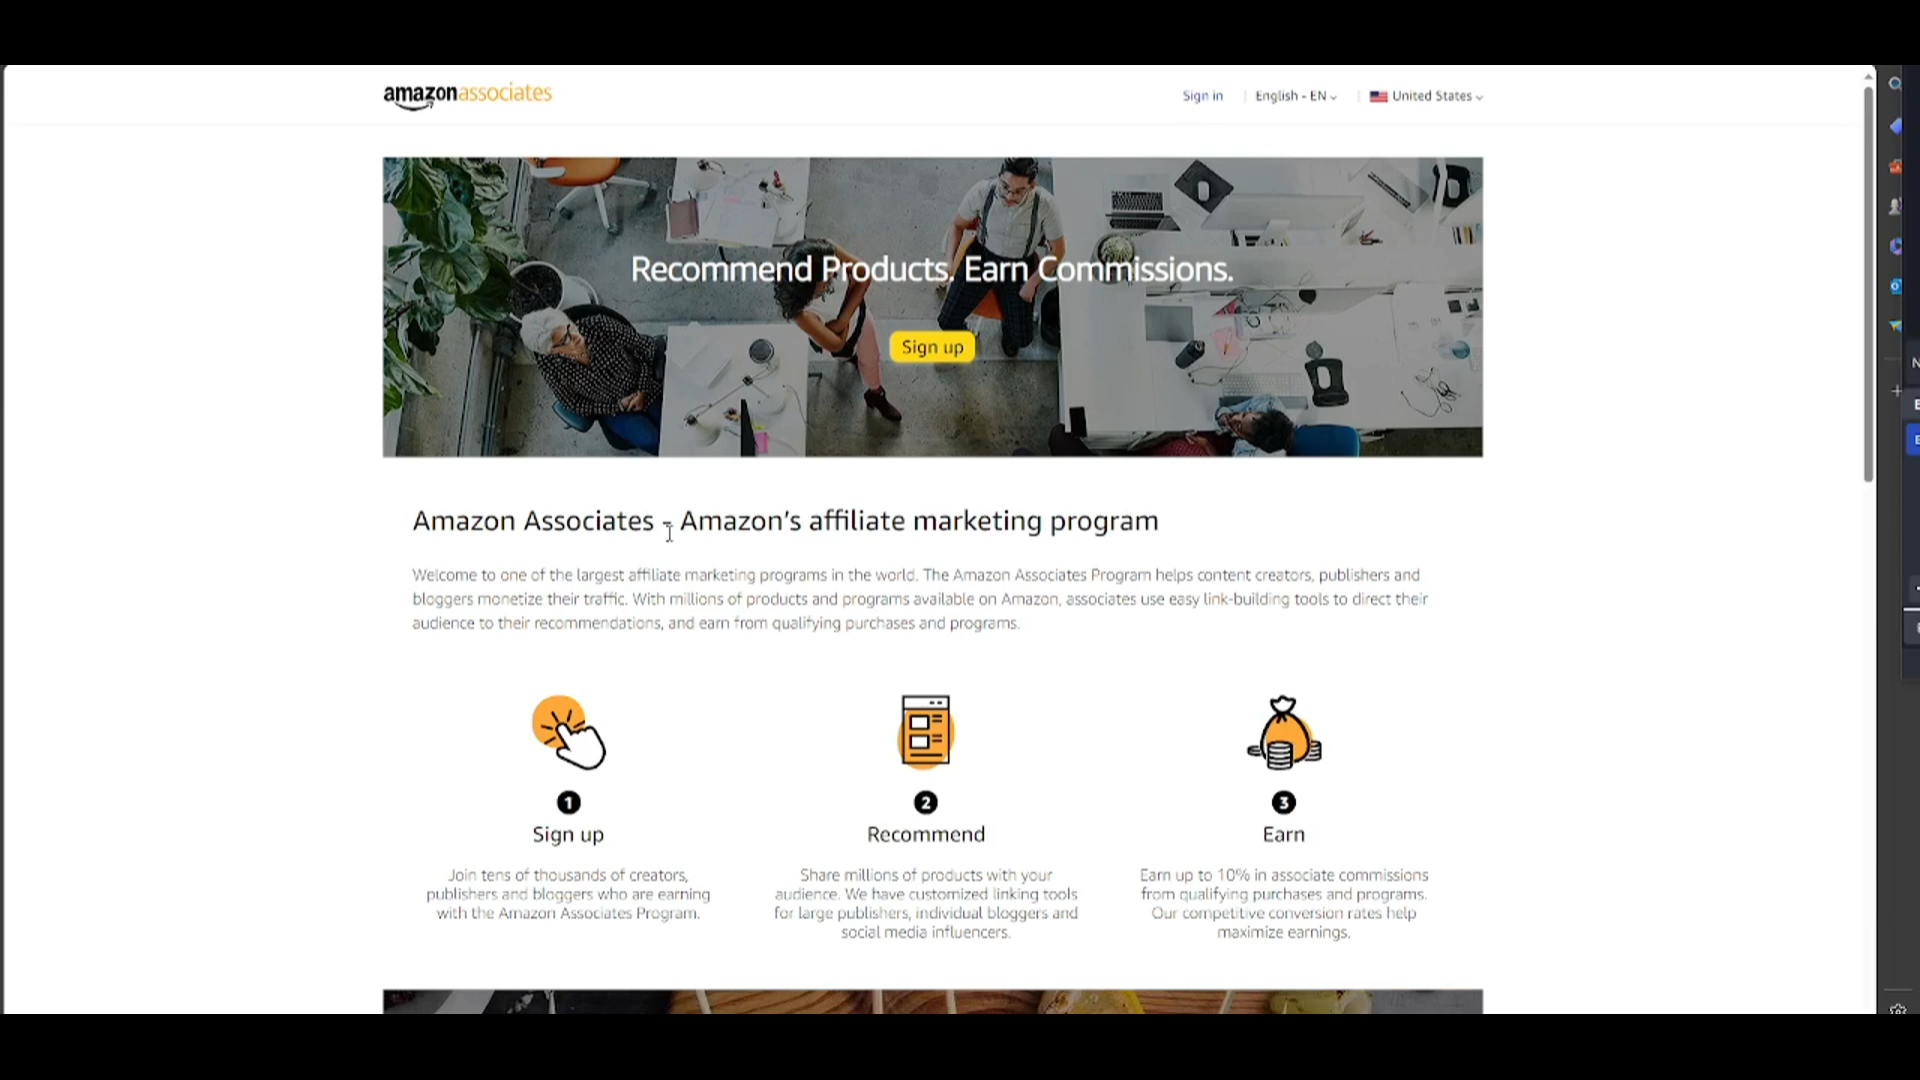 amazonassociates
Sign in
English - EN
United States
Recommend Products. Earn Commissions.
Sign up
Amazon Associates - Amazon's affiliate marketing program
Welcome to one of the largest affiliate marketing programs in the world. The Amazon Associates Program helps content creators, publishers and
bloggers monetize their traffic. With millions of products and programs available on Amazon, associates use easy link-building tools to direct their
audience to their recommendations, and earn from qualifying purchases and programs.
1
Sign up
Join tens of thousands of creators,
publishers and bloggers who are earning
with the Amazon Associates Program.
2
Recommend
Share millions of products with your
audience. We have customized linking tools
for large publishers, individual bloggers and
social media influencers.
3
Earn
Earn up to 10% in associate commissions
from qualifying purchases and programs.
Our competitive conversion rates help
maximize earnings.